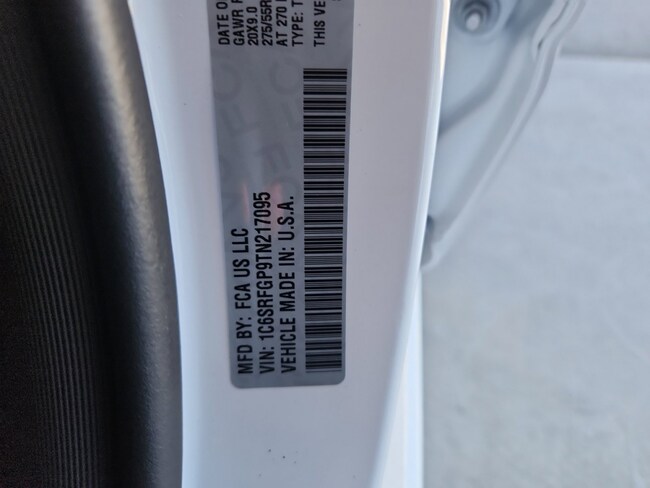 DATE O
GAWR F
20X9.0
275/55R
AT 270
TYPE: T
THIS VE
MFD BY: FCA US LLC
VIN: 1C6SRFGP9TN217095
VEHICLE MADE IN: U.S.A.